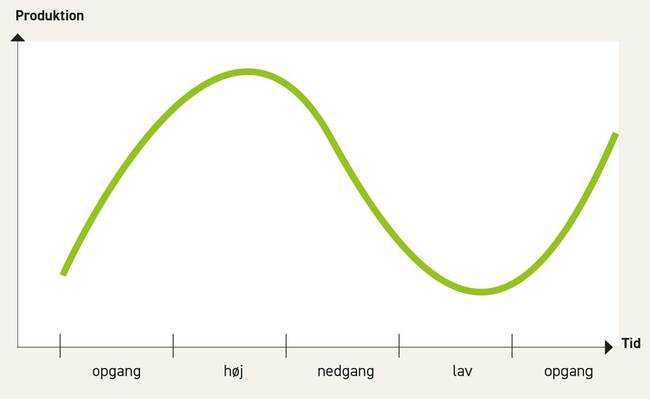 Produktion
Tid
opgang
høj
nedgang
lav
opgang